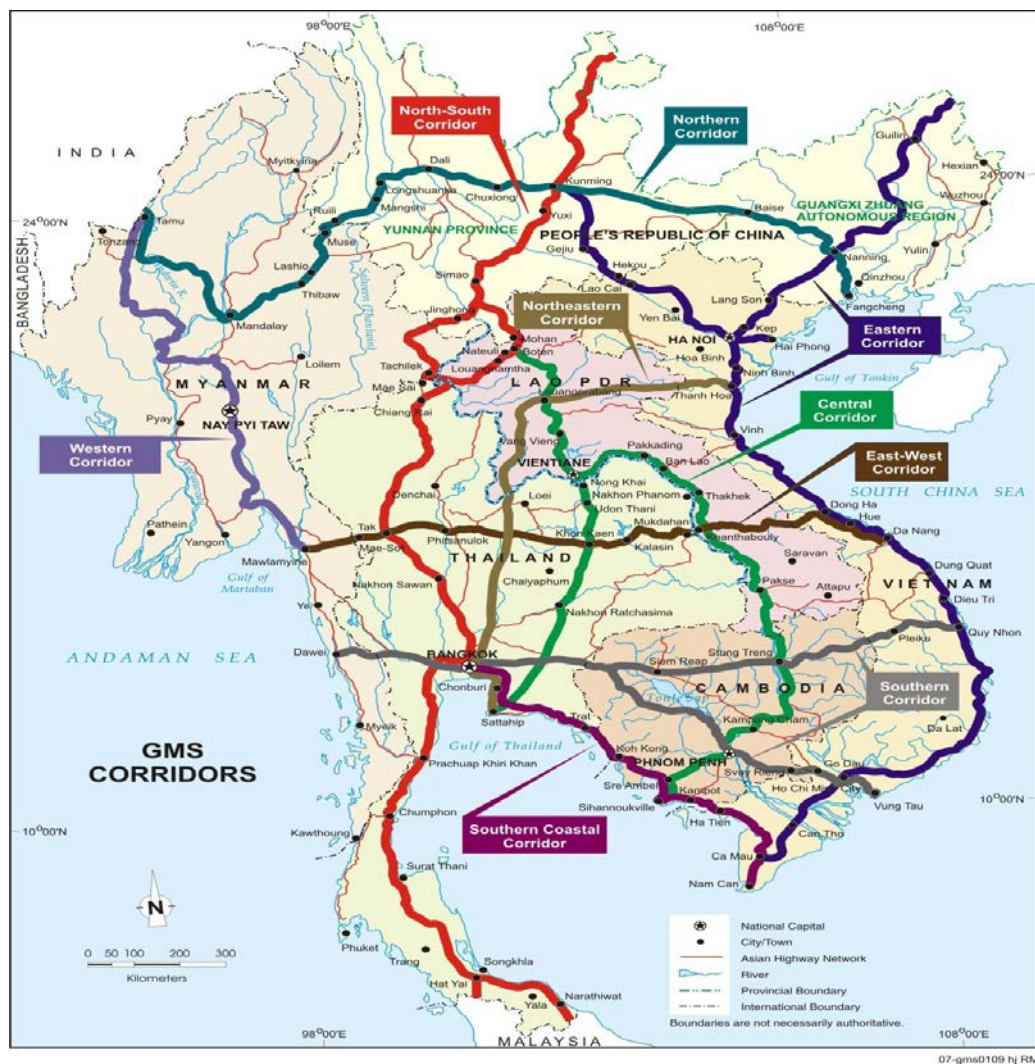 98°00'E
108°00'E
North-South
Corridor
Northern
Corridor
Guilin
INDIA
Myitkyina
Dali
Hexian
24°00'N
Longshuanka
Chuxiong
Kunming
Wuzhou
Mangshi
24°00'N
Tamu
Ruili
Yuxi
Baise
GUANGXI ZHUANG
AUTONOMOUS REGION
Tonzang
Muse
YUNNAN PROVINCE
PEOPLE'S REPUBLIC OF CHINA
Gejiu
Nanning
Yulin
BANGLADESH
Lashio
Simao
Hekou
Lao Cai
Qinzhou
Thibaw
Lang Son
Fangcheng
Mandalay
Jinghong
Northeastern
Corridor
Yen Bai
Kep
Mohan
HA NOI
Hai Phong
Eastern
Corridor
Loilem
Nateuli
Boten
Hoa Binh
Tachilek
Louangnamtha
Ninh Binh
MYANMAR
Mae Sai
LAO PDR
Gulf of Tonkin
Chiang Rai
Louangprabang
Thanh Hoa
Pyay
NAY PYI TAW
Central
Corridor
Vang Vieng
Vinh
Western
Corridor
Pakkading
VIENTIANE
Ban Lao
East-West
Corridor
Nong Khai
Denchai
Loei
Nakhon Phanom
Thakhek
SOUTH CHINA SEA
Udon Thani
Dong Ha
Pathein
Tak
Mukdahan
Hue
Yangon
Phitsanulok
Khon Kaen
Khanthabouly
Da Nang
Mae-Sot
Kalasin
Mawlamyine
THAILAND
Saravan
Gulf of
Martaban
Chaiyaphum
Dung Quat
Nakhon Sawan
Pakse
Attapu
VIETNAM
Ye
Nakhon Ratchasima
Dieu Tri
Pleiku
Quy Nhon
ANDAMAN SEA
Dawei
BANGKOK
Siem Reap
Stung Treng
Chonburi
CAMBODIA
Southern
Corridor
Sattahip
Tonle Sap
Myeik
Trat
Kampong Cham
Da Lat
GMS
CORRIDORS
Gulf of Thailand
Koh Kong
PHNOM PENH
Prachuap Khiri Khan
Sre Ambel
Svay Rieng
Go Dau
Kampot
Ho Chi Minh City
10°00'N
Sihannoukville
Vung Tau
Chumphon
Southern Coastal
Corridor
Ha Tien
10°00'N
Kawthoung
Can Tho
Ca Mau
Surat Thani
Nam Can
N
National Capital
City/Town
0 50 100 200 300
Kilometers
Phuket
Trang
Songkhla
Asian Highway Network
River
Hat Yai
Provincial Boundary
Yala
Narathiwat
International Boundary
Boundaries are not necessarily authoritative.
98°00'E
MALAYSIA
108°00'E
07-gms0109 hj RM